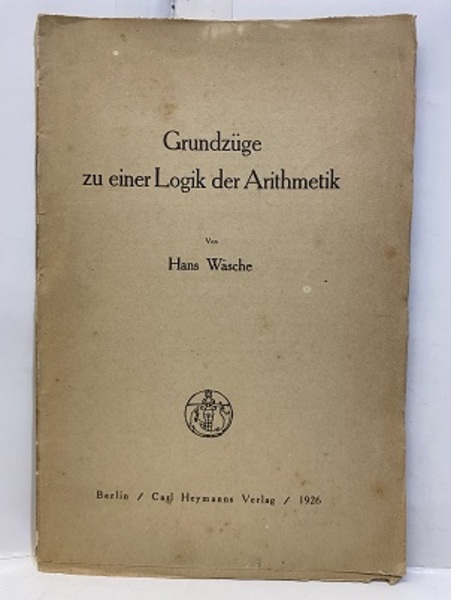 Grundzüge
zu einer Logik der Arithmetik
Von
Hans Wäsche
Berlin / Carl Heymanns Verlag / 1926